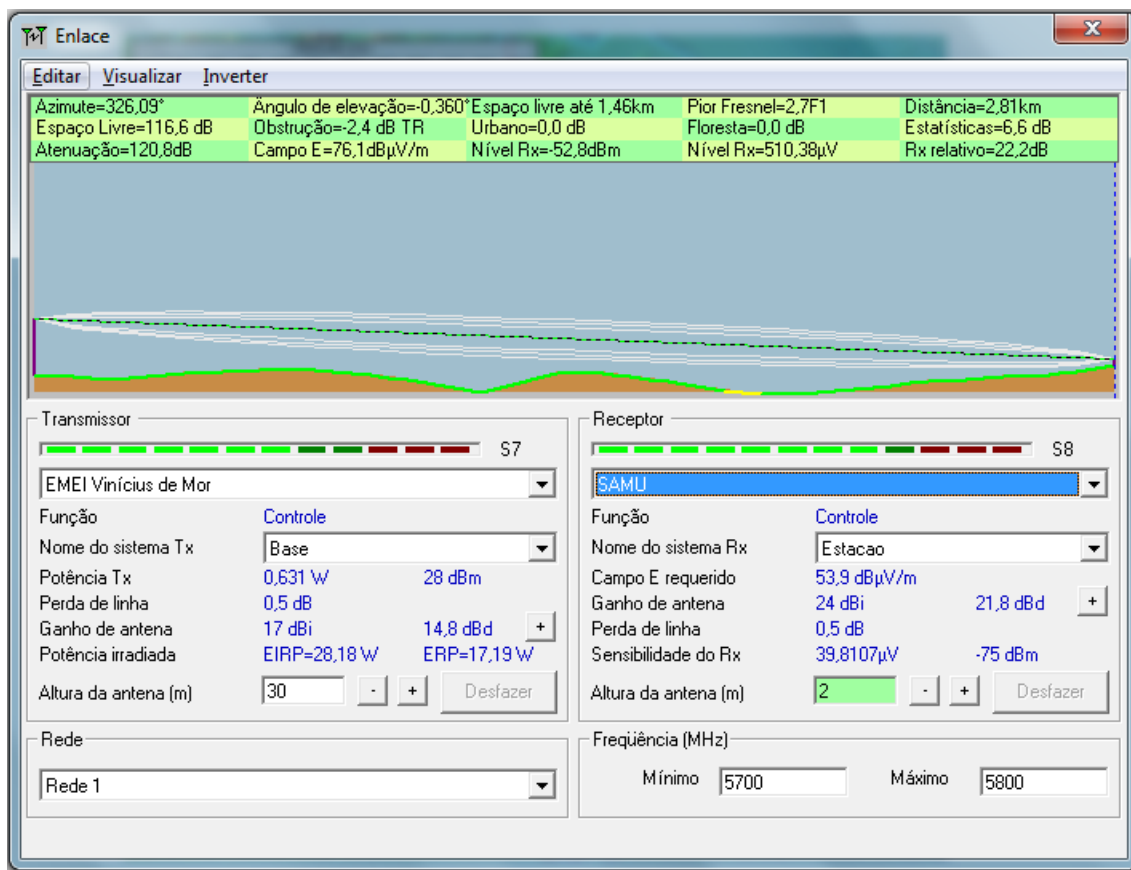 Enlace
Editar Visualizar Inverter
Azimute=326,09° Ângulo de elevação=-0,360° Espaço livre até 1,46km Pior Fresnel=2,7F1 Distância=2,81km
Espaço Livre=116,6 dB Obstrução=-2,4 dB TR Urbano=0,0 dB Floresta=0,0 dB Estatísticas=6,6 dB
Atenuação=120,8dB Campo E=76,1dBµV/m Nível Rx=-52,8dBm Nível Rx=510,38µV Rx relativo=22,2dB
Transmissor
S7
EMEI Vinícius de Mor
Função Controle
Nome do sistema Tx Base
Potência Tx 0,631 W 28 dBm
Perda de linha 0,5 dB
Ganho de antena 17 dBi 14,8 dBd +
Potência irradiada EIRP=28,18 W ERP=17,19 W
Altura da antena (m) 30 - + Desfazer
Rede
Rede 1
Receptor
S8
SAMU
Função Controle
Nome do sistema Rx Estacao
Campo E requerido 53,9 dBµV/m
Ganho de antena 24 dBi 21,8 dBd +
Perda de linha 0,5 dB
Sensibilidade do Rx 39,8107µV -75 dBm
Altura da antena (m) 2 - + Desfazer
Freqüência (MHz)
Mínimo 5700 Máximo 5800